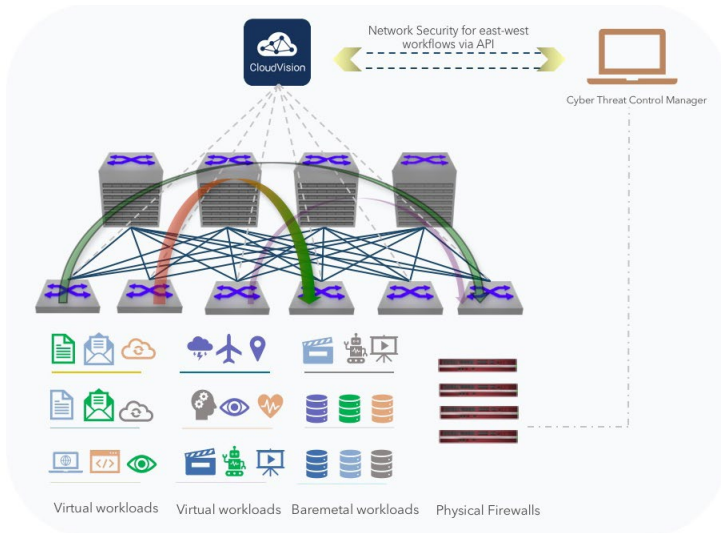 Network Security for east-west
workflows via API
CloudVision
Cyber Threat Control Manager
</>
Virtual workloads
Virtual workloads
Baremetal workloads
Physical Firewalls